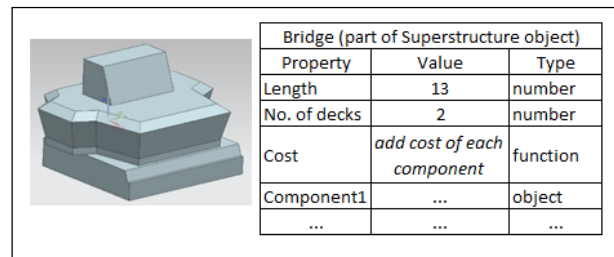 Bridge (part of Superstructure object)
Property Value Type
Length 13 number
No. of decks 2 number
Cost add cost of each component function
Component1 ... object
... ... ...